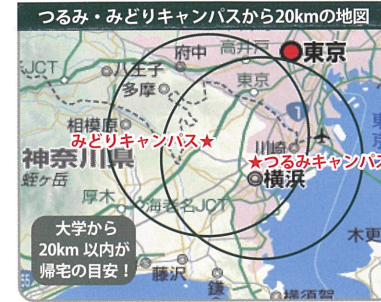 つるみ・みどりキャンパスから20kmの地図
JCT
府中
高井戸
東京
八王子
東京
多摩
1
相模原
みどりキャンパス★
川崎
神奈川県
★つるみキャンパ
蛭ヶ岳
横浜
厚木
海老名JCT
大学から
20km 以内が
帰宅の目安！
木更
藤沢
鎌
横須賀